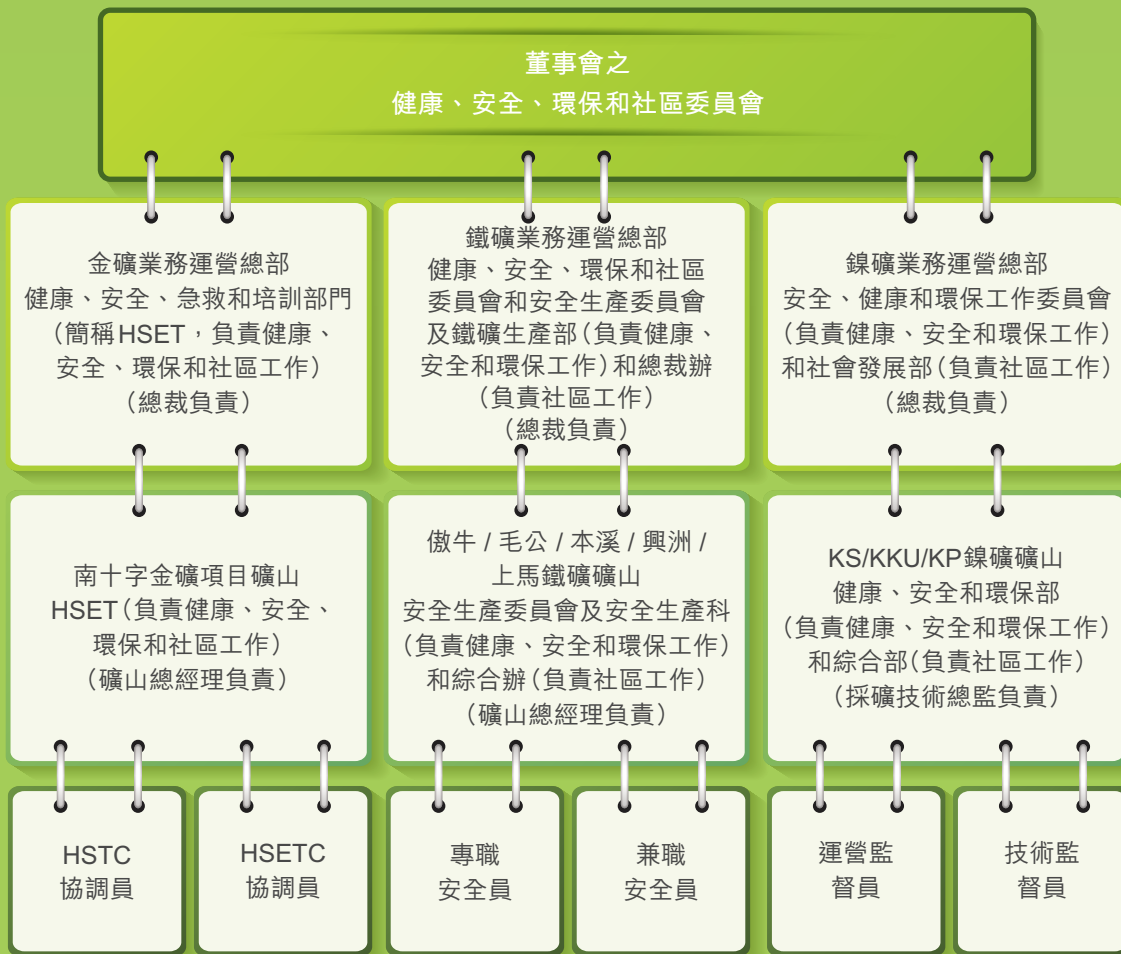 董事會之
健康、安全、環保和社區委員會
金礦業務運營總部
健康、安全、急救和培訓部門
（簡稱HSET，負責健康、
安全、環保和社區工作）
（總裁負責）
鐵礦業務運營總部
健康、安全、環保和社區
委員會和安全生產委員會
及鐵礦生產部（負責健康、
安全和環保工作）和總裁辦
（負責社區工作）
（總裁負責）
鎳礦業務運營總部
安全、健康和環保工作委員會
（負責健康、安全和環保工作）
和社會發展部（負責社區工作）
（總裁負責）
南十字金礦項目礦山
HSET（負責健康、安全、
環保和社區工作）
（礦山總經理負責）
傲牛 / 毛公 / 本溪 / 興洲 /
上馬鐵礦礦山
安全生產委員會及安全生產科
（負責健康、安全和環保工作）
和綜合辦（負責社區工作）
（礦山總經理負責）
KS/KKU/KP鎳礦礦山
健康、安全和環保部
（負責健康、安全和環保工作）
和綜合部（負責社區工作）
（採礦技術總監負責）
HSTC
協調員
HSETC
協調員
專職
安全員
兼職
安全員
運營監
督員
技術監
督員